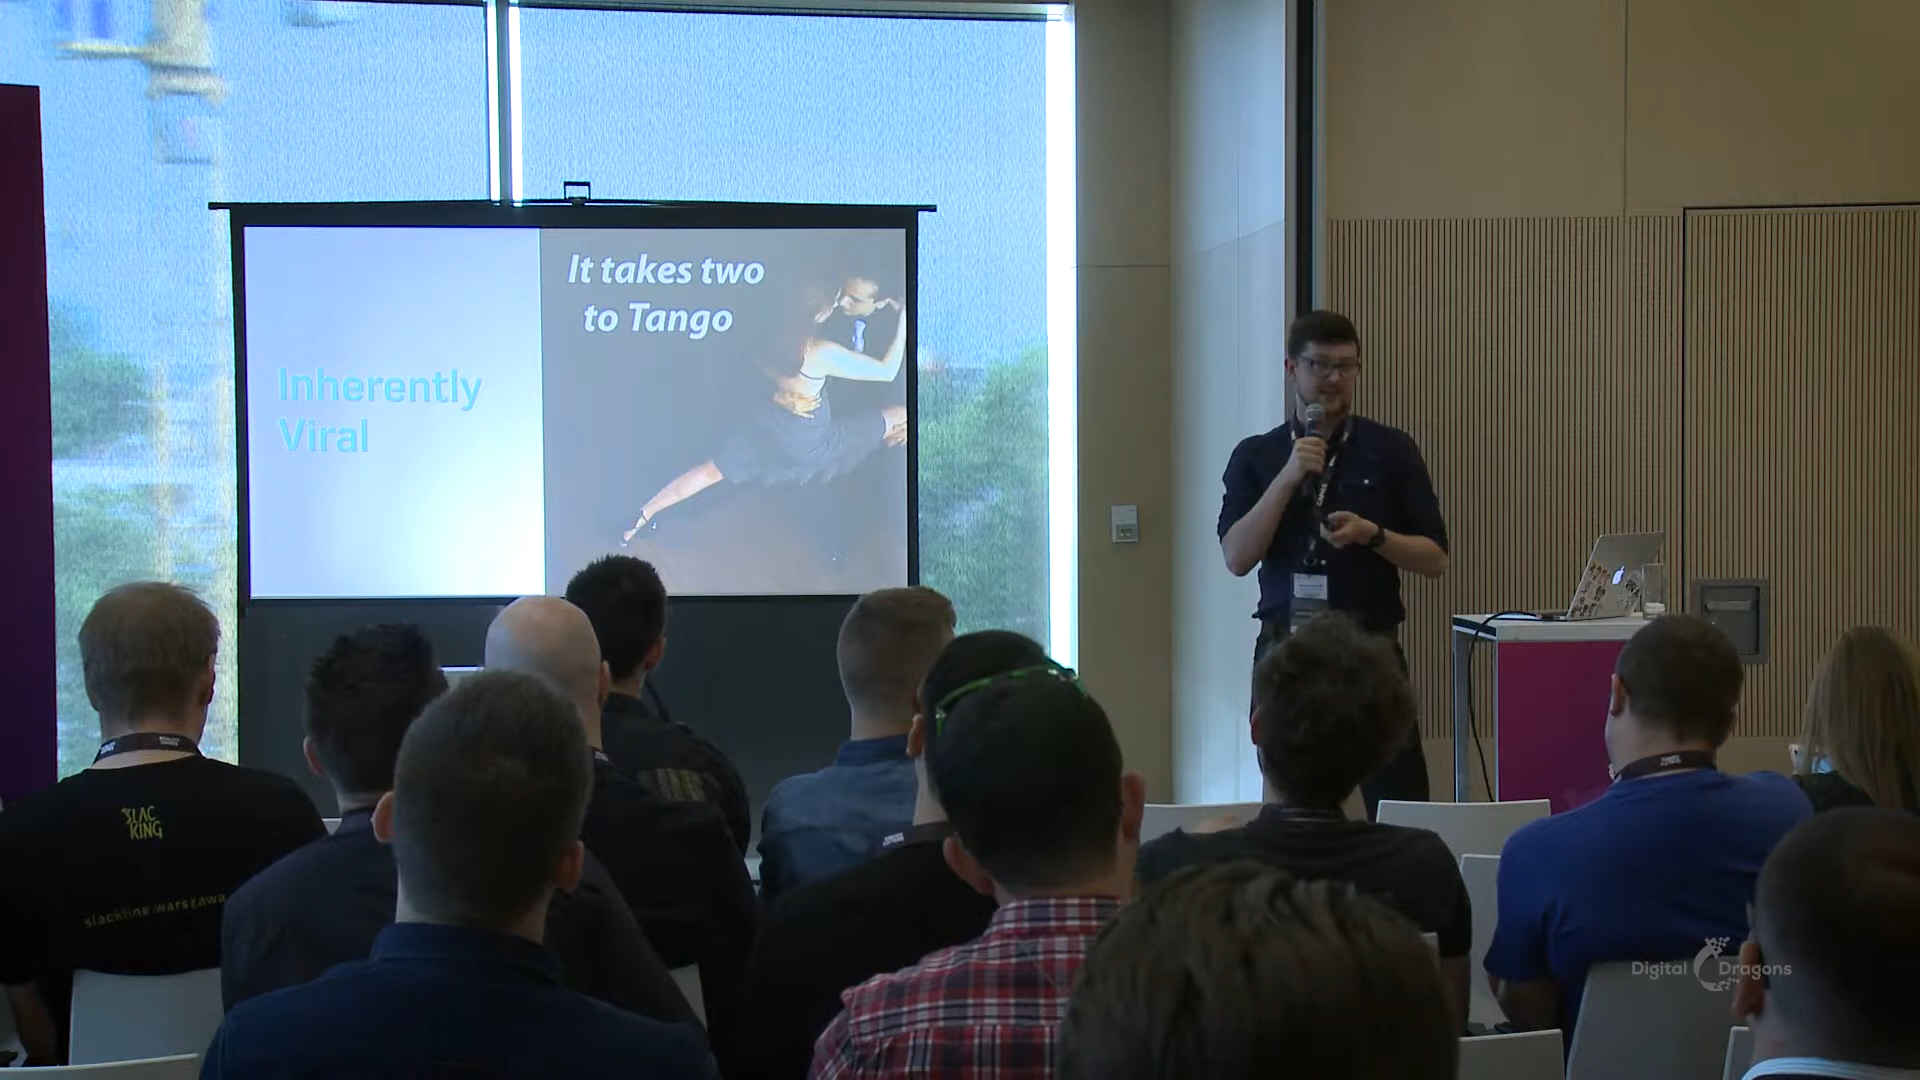 It takes two
to Tango
Inherently
Viral
SLAC
KING
slackline.warszawa
Digital Dragons